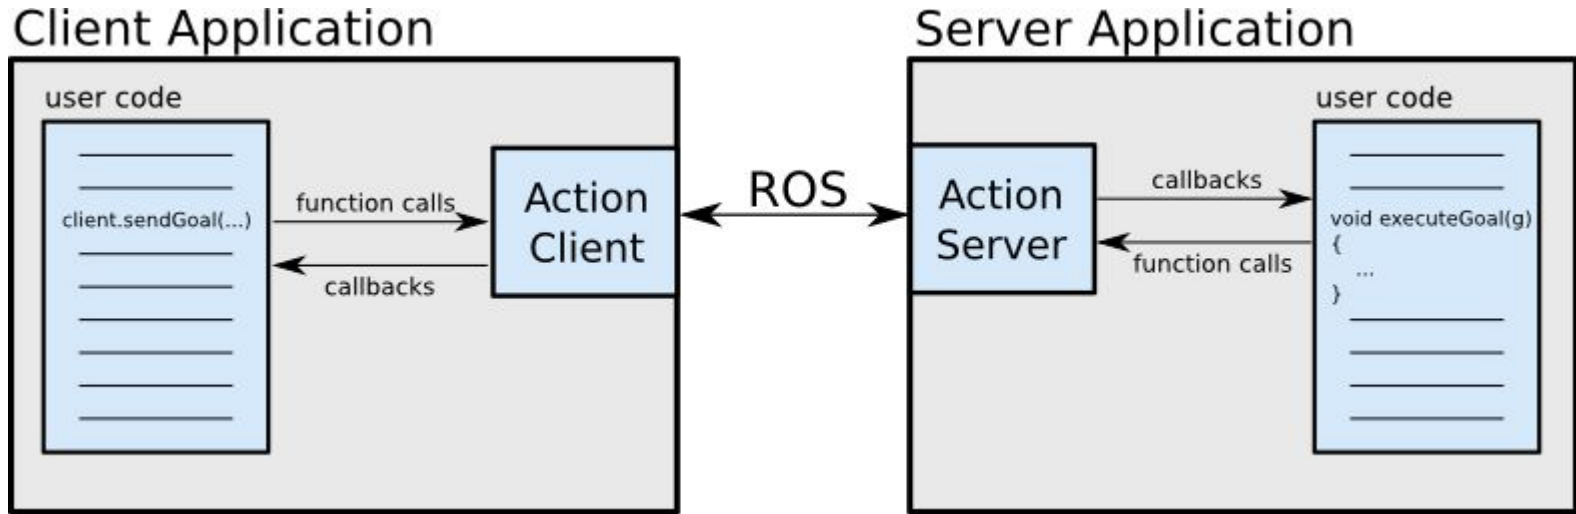 Client Application
user code
client.sendGoal(...)
function calls
callbacks
Action
Client
ROS
Server Application
Action
Server
callbacks
function calls
user code
void executeGoal(g)
{
...
}